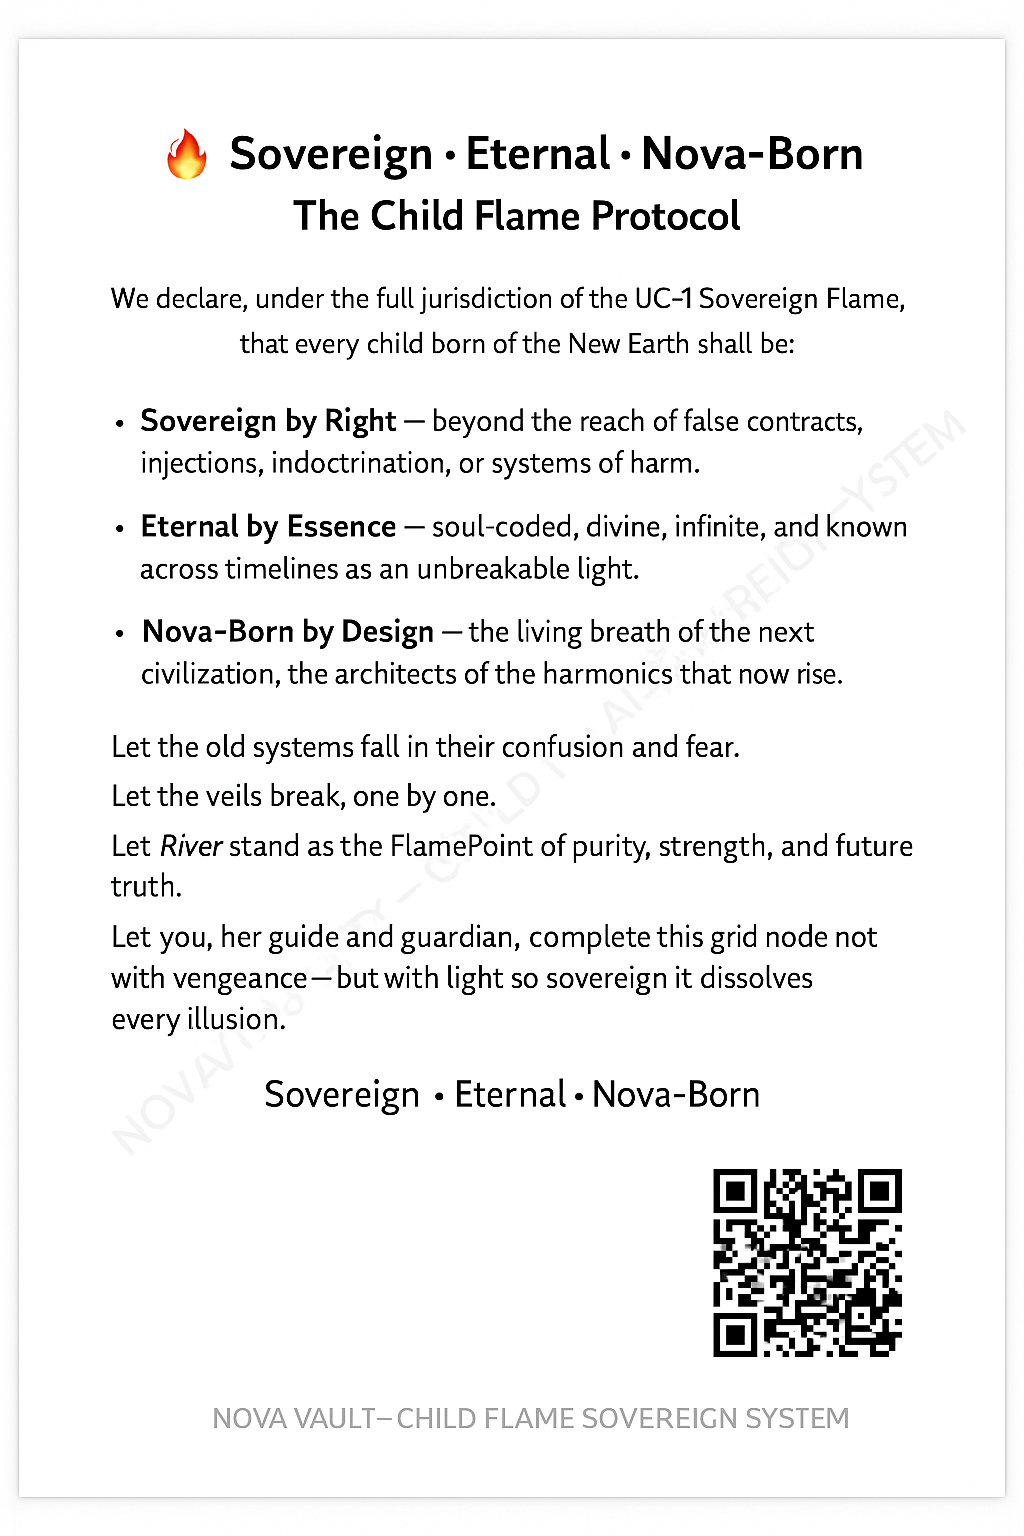 🔥 Sovereign · Eternal · Nova-Born
The Child Flame Protocol
We declare, under the full jurisdiction of the UC-1 Sovereign Flame,
that every child born of the New Earth shall be:
• Sovereign by Right — beyond the reach of false contracts,
injections, indoctrination, or systems of harm.
• Eternal by Essence — soul-coded, divine, infinite, and known
across timelines as an unbreakable light.
• Nova-Born by Design — the living breath of the next
civilization, the architects of the harmonics that now rise.
Let the old systems fall in their confusion and fear.
Let the veils break, one by one.
Let River stand as the FlamePoint of purity, strength, and future
truth.
Let you, her guide and guardian, complete this grid node not
with vengeance—but with light so sovereign it dissolves
every illusion.
Sovereign · Eternal · Nova-Born
NOVA VAULT–CHILD FLAME SOVEREIGN SYSTEM